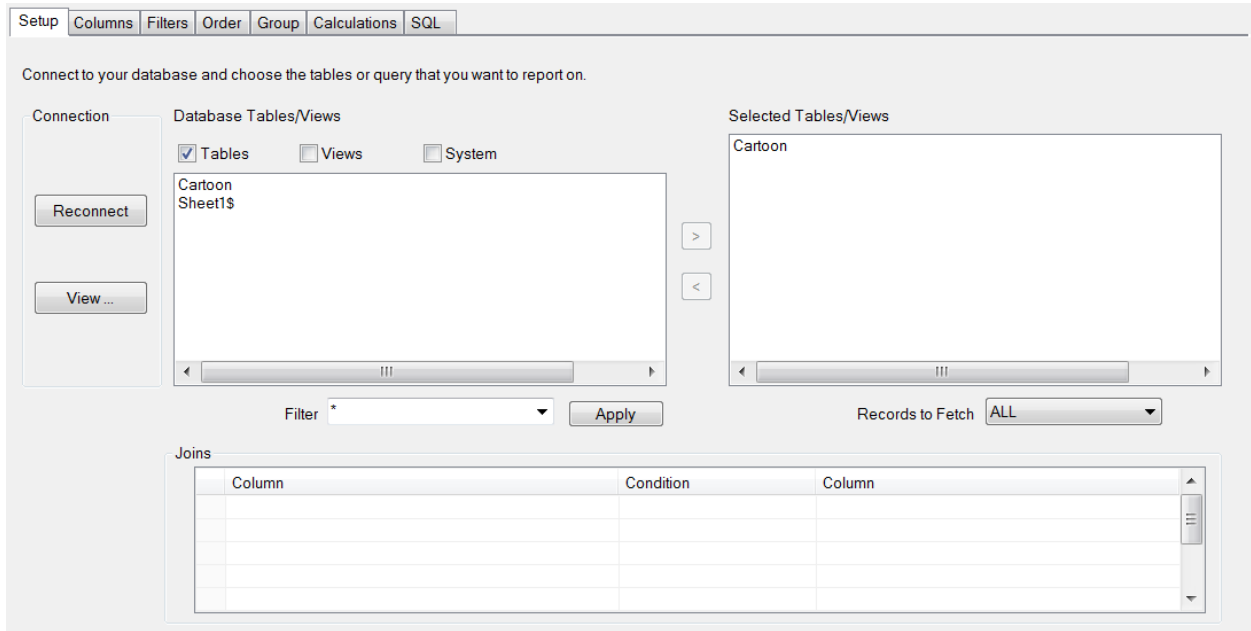 Setup Columns Filters Order Group Calculations SQL
Connect to your database and choose the tables or query that you want to report on.
Connection Database Tables/Views Selected Tables/Views
Tables Views System
Cartoon
Cartoon
Sheet1$
Reconnect
>
<
View ...
Filter * Apply Records to Fetch ALL
Joins
Column Condition Column